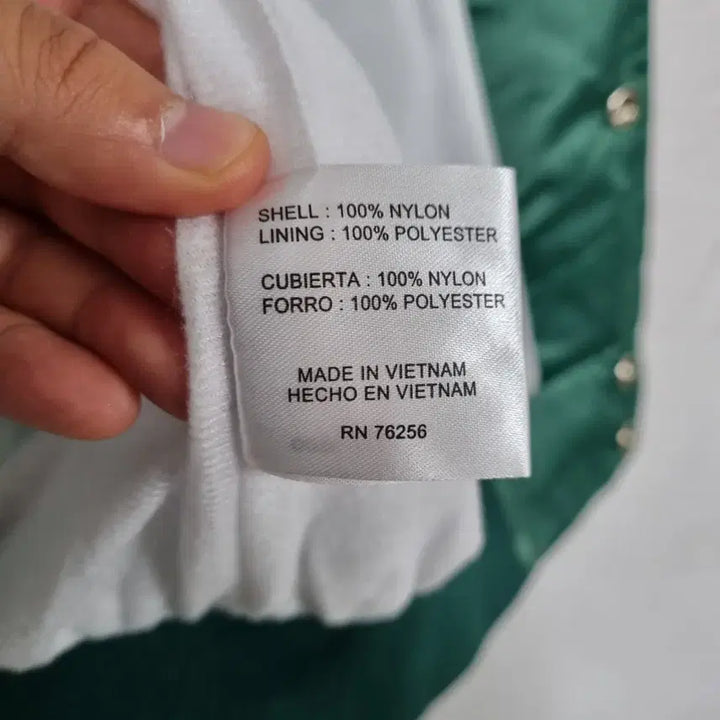 SHELL : 100% NYLON
LINING : 100% POLYESTER
CUBIERTA : 100% NYLON
FORRO : 100% POLYESTER
MADE IN VIETNAM
HECHO EN VIETNAM
RN 76256